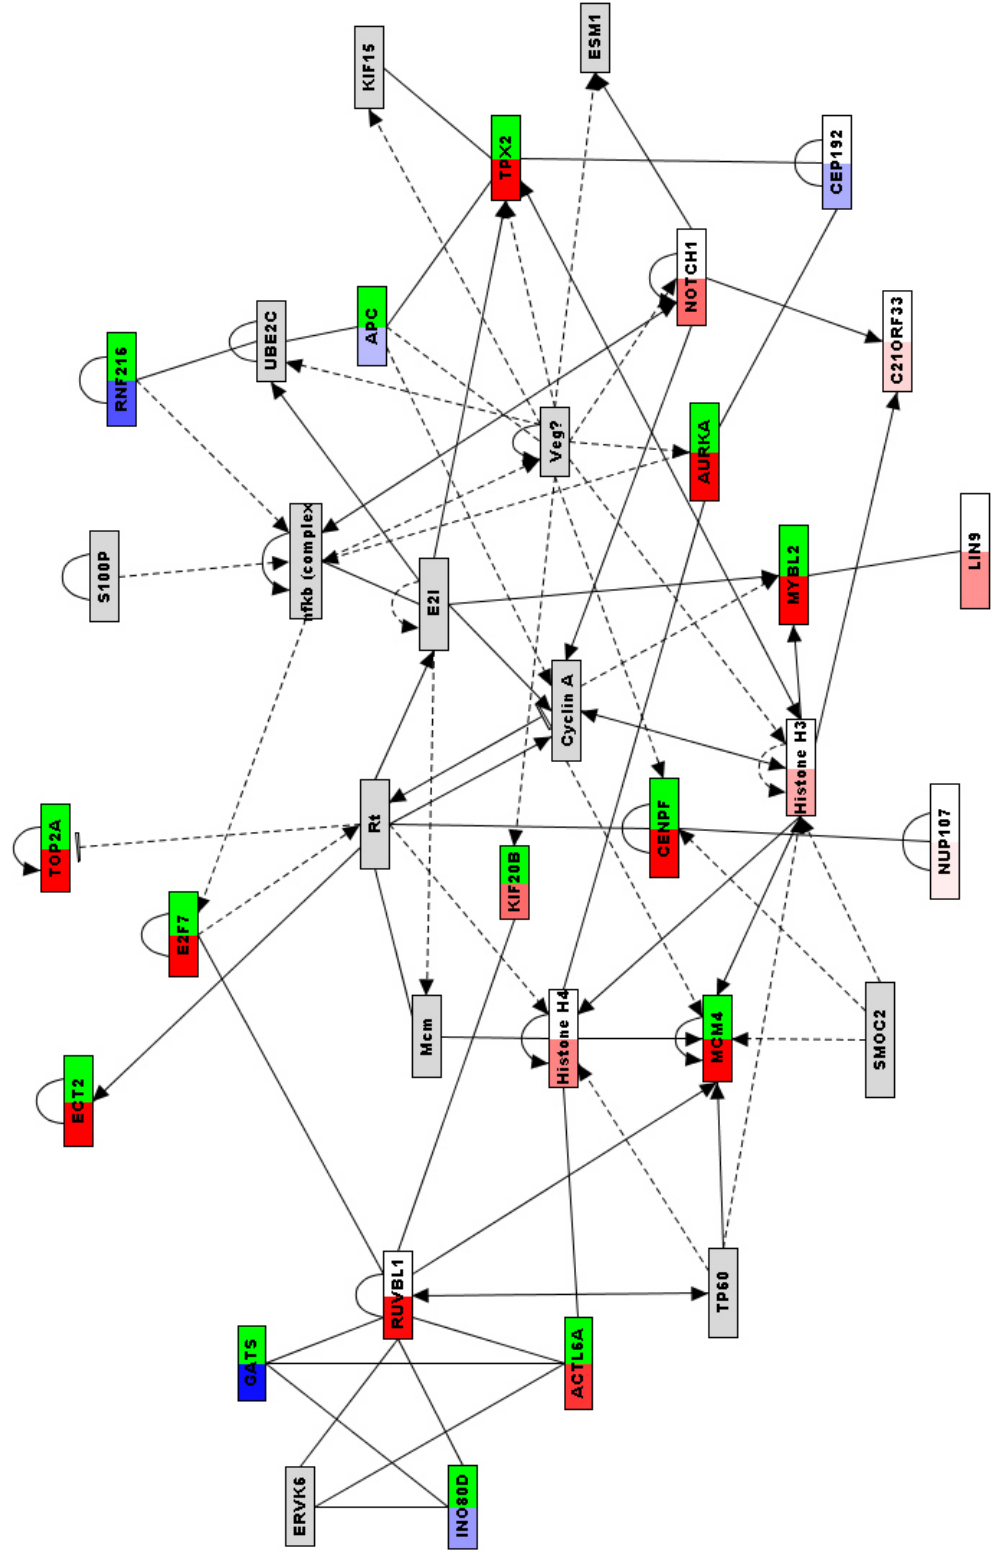 KIF15
ESM1
TPX2
CEP192
RNF216
UBE2C
APC
NOTCH1
C21ORF33
Veg?
AURKA
S100P
nfkb (complex
E2I
MYBL2
LIN9
Cyclin A
Histone H3
TOP2A
Rt
CENPF
NUP107
E2F7
KIF20B
Mcm
Histone H4
MCM4
SMOC2
ECT2
RUVBL1
TP60
GATS
ACTL6A
ERVK6
INO80D